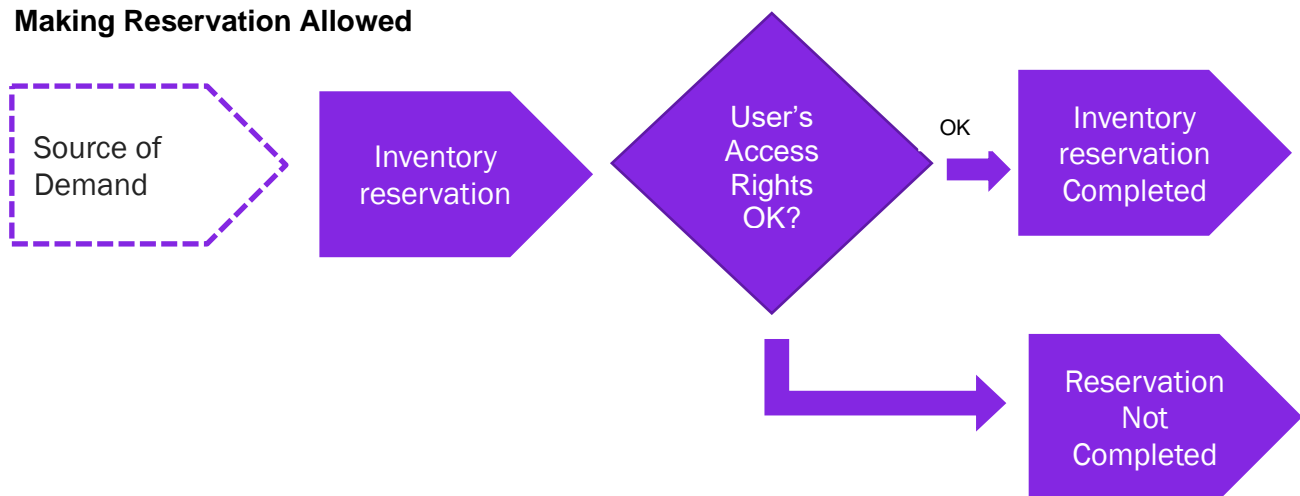 Making Reservation Allowed
Source of
Demand
Inventory
reservation
User's
Access
Rights
OK?
OK
Inventory
reservation
Completed
Reservation
Not
Completed